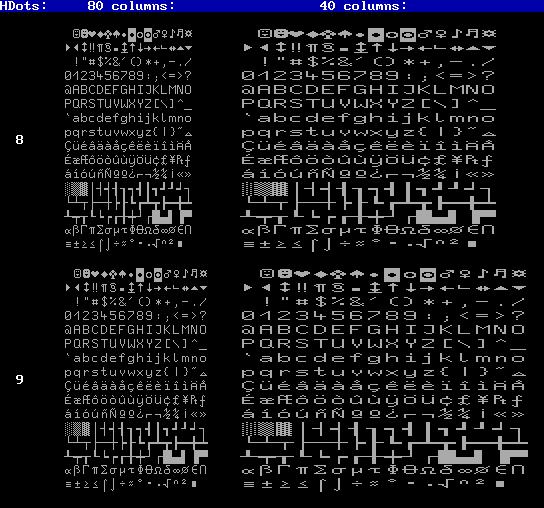 HDots: 80 columns: 40 columns:
8
☺☻♥♦♣♠•◘○◙♂♀♪♫☼
►◄↕‼¶§▬↨↑↓→←∟↔▲▼
!"#$%&'()*+,-./
0123456789:;<=>?
@ABCDEFGHIJKLMNO
PQRSTUVWXYZ[\]^_
`abcdefghijklmno
pqrstuvwxyz{|}~⌂
ÇüéâäàåçêëèïîìÄÅ
ÉæÆôöòûùÿÖÜ¢£¥₧ƒ
áíóúñÑªº¿⌐¬½¼¡«»
░▒▓│┤╡╢╖╕╣║╗╝╜╛┐
└┴┬├─┼╞╟╚╔╩╦╠═╬╧
╨╤╥╙╘╒╓╫╪┘┌█▄▌▐▀
αßΓπΣσµτΦΘΩδ∞φε∩
≡±≥≤⌠⌡÷≈°∙·√ⁿ²■
☺☻♥♦♣♠•◘○◙♂♀♪♫☼
►◄↕‼¶§▬↨↑↓→←∟↔▲▼
!"#$%&'()*+,-./
0123456789:;<=>?
@ABCDEFGHIJKLMNO
PQRSTUVWXYZ[\]^_
`abcdefghijklmno
pqrstuvwxyz{|}~⌂
ÇüéâäàåçêëèïîìÄÅ
ÉæÆôöòûùÿÖÜ¢£¥₧ƒ
áíóúñÑªº¿⌐¬½¼¡«»
░▒▓│┤╡╢╖╕╣║╗╝╜╛┐
└┴┬├─┼╞╟╚╔╩╦╠═╬╧
╨╤╥╙╘╒╓╫╪┘┌█▄▌▐▀
αßΓπΣσµτΦΘΩδ∞φε∩
≡±≥≤⌠⌡÷≈°∙·√ⁿ²■
9
☺☻♥♦♣♠•◘○◙♂♀♪♫☼
►◄↕‼¶§▬↨↑↓→←∟↔▲▼
!"#$%&'()*+,-./
0123456789:;<=>?
@ABCDEFGHIJKLMNO
PQRSTUVWXYZ[\]^_
`abcdefghijklmno
pqrstuvwxyz{|}~⌂
ÇüéâäàåçêëèïîìÄÅ
ÉæÆôöòûùÿÖÜ¢£¥₧ƒ
áíóúñÑªº¿⌐¬½¼¡«»
░▒▓│┤╡╢╖╕╣║╗╝╜╛┐
└┴┬├─┼╞╟╚╔╩╦╠═╬╧
╨╤╥╙╘╒╓╫╪┘┌█▄▌▐▀
αßΓπΣσµτΦΘΩδ∞φε∩
≡±≥≤⌠⌡÷≈°∙·√ⁿ²■
☺☻♥♦♣♠•◘○◙♂♀♪♫☼
►◄↕‼¶§▬↨↑↓→←∟↔▲▼
!"#$%&'()*+,-./
0123456789:;<=>?
@ABCDEFGHIJKLMNO
PQRSTUVWXYZ[\]^_
`abcdefghijklmno
pqrstuvwxyz{|}~⌂
ÇüéâäàåçêëèïîìÄÅ
ÉæÆôöòûùÿÖÜ¢£¥₧ƒ
áíóúñÑªº¿⌐¬½¼¡«»
░▒▓│┤╡╢╖╕╣║╗╝╜╛┐
└┴┬├─┼╞╟╚╔╩╦╠═╬╧
╨╤╥╙╘╒╓╫╪┘┌█▄▌▐▀
αßΓπΣσµτΦΘΩδ∞φε∩
≡±≥≤⌠⌡÷≈°∙·√ⁿ²■